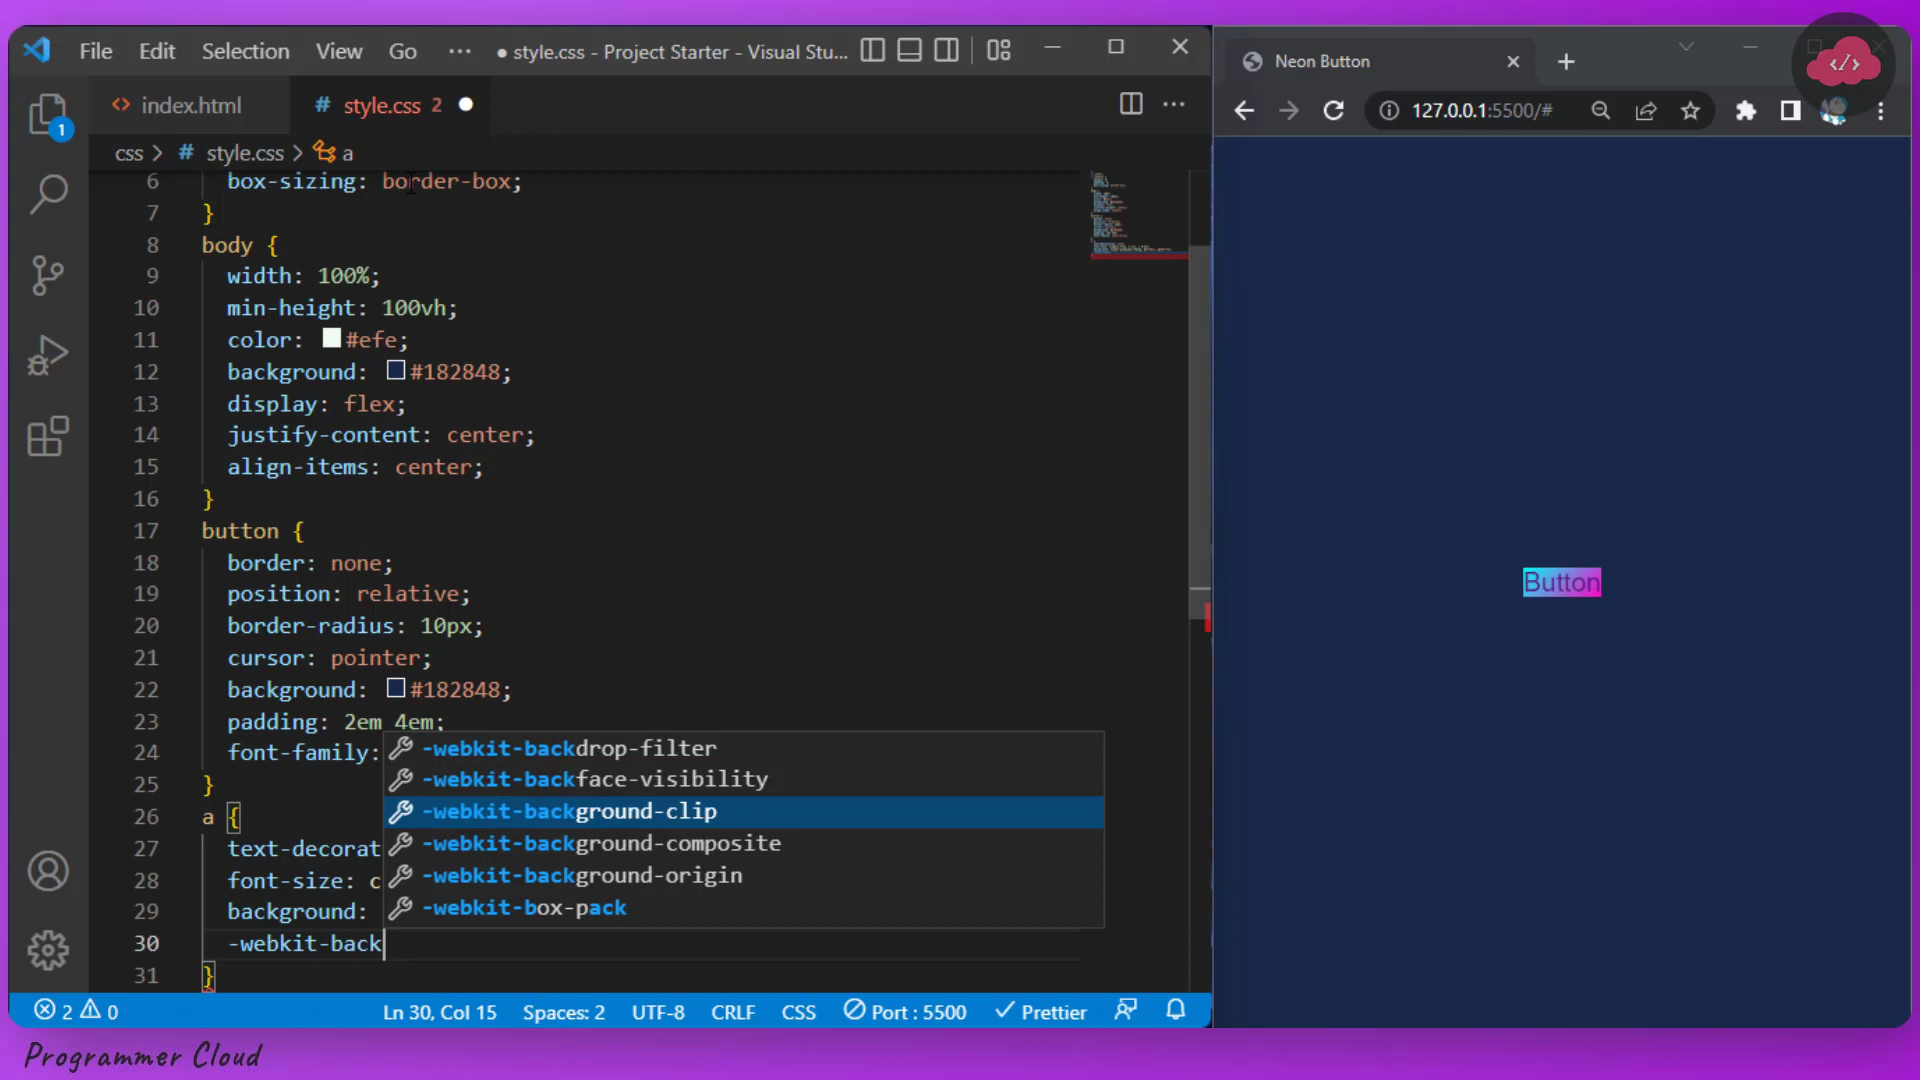 File Edit Selection View Go ··· ● style.css - Project Starter - Visual Stu...
index.html # style.css 2 ●
css > # style.css > a
6 box-sizing: border-box;
7 }
8 body {
9 width: 100%;
10 min-height: 100vh;
11 color: #efe;
12 background: #182848;
13 display: flex;
14 justify-content: center;
15 align-items: center;
16 }
17 button {
18 border: none;
19 position: relative;
20 border-radius: 10px;
21 cursor: pointer;
22 background: #182848;
23 padding: 2em 4em;
24 font-family:
25 }
26 a {
27 text-decorat
28 font-size: c
29 background:
30 -webkit-back
31 }
-webkit-backdrop-filter
-webkit-backface-visibility
-webkit-background-clip
-webkit-background-composite
-webkit-background-origin
-webkit-box-pack
1
2 0 Ln 30, Col 15 Spaces: 2 UTF-8 CRLF CSS Port : 5500 Prettier
Neon Button
127.0.0.1:5500/#
</>
Button
Programmer Cloud